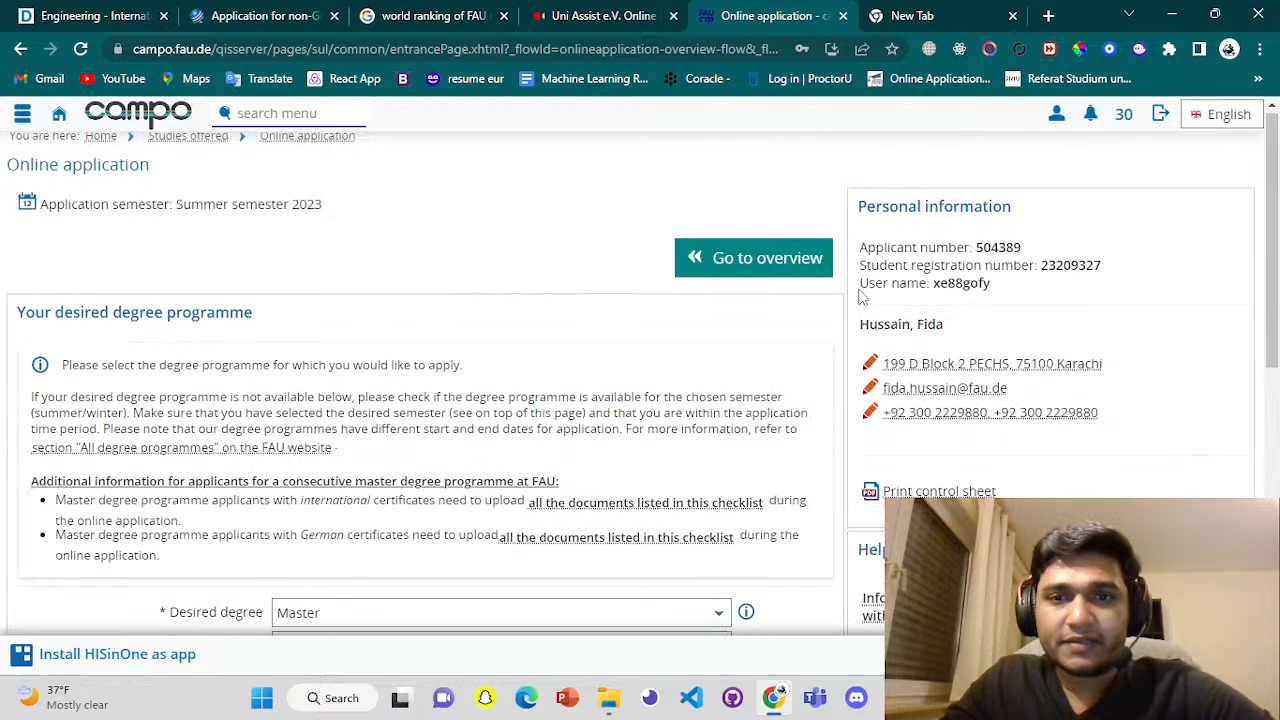 Engineering - Internat
Application for non-G
world ranking of FAU
Uni Assist e.V. Online
Online application - c
New Tab
campo.fau.de/qisserver/pages/sul/common/entrancePage.xhtml?_flowId=onlineapplication-overview-flow&_fl...
Gmail
YouTube
Maps
Translate
React App
resume eur
Machine Learning R...
Coracle -
Log in | ProctorU
Online Application...
Referat Studium un...
campo
search menu
30
English
You are here: Home
Studies offered
Online application
Online application
Application semester: Summer semester 2023
Go to overview
Your desired degree programme
Please select the degree programme for which you would like to apply.
If your desired degree programme is not available below, please check if the degree programme is available for the chosen semester
(summer/winter). Make sure that you have selected the desired semester (see on top of this page) and that you are within the application
time period. Please note that our degree programmes have different start and end dates for application. For more information, refer to
section "All degree programmes" on the FAU website -
Additional information for applicants for a consecutive master degree programme at FAU:
Master degree programme applicants with international certificates need to upload all the documents listed in this checklist during
the online application.
Master degree programme applicants with German certificates need to upload all the documents listed in this checklist during the
online application.
* Desired degree
Master
Personal information
Applicant number: 504389
Student registration number: 23209327
User name: xe88gofy
Hussain, Fida
199 D Block 2 PECHS, 75100 Karachi
fida.hussain@fau.de
+92 300 2229880, +92 300 2229880
Print control sheet
Install HISinOne as app
37°F
Mostly clear
Search